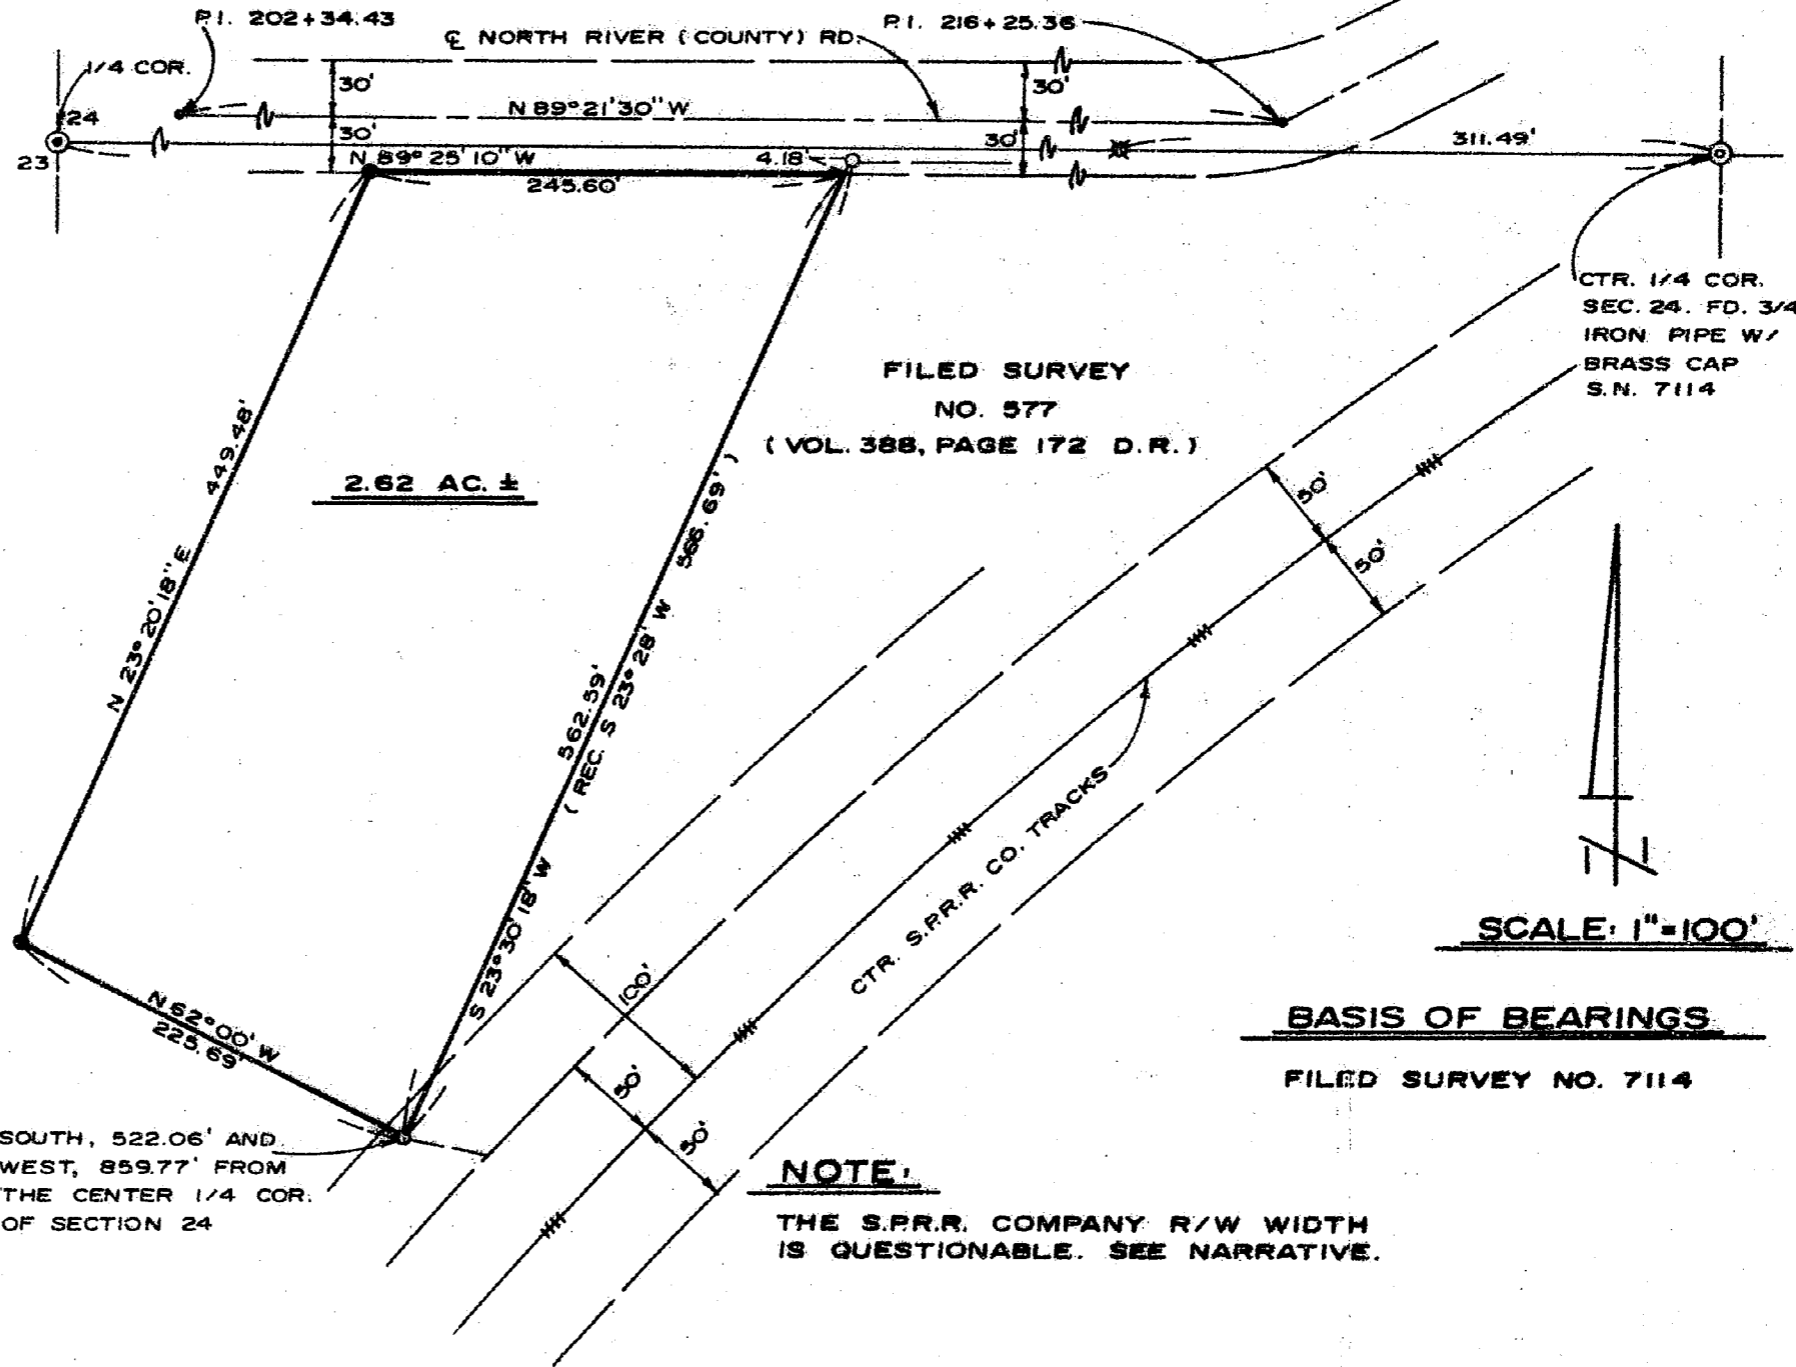 P.I. 202+34.43
℄ NORTH RIVER (COUNTY) RD.
P.I. 216+25.36
1/4 COR.
24
23
30'
30'
N 89°21'30" W
30'
30'
N 89°25'10" W
245.60'
4.18'
311.49'
CTR. 1/4 COR.
SEC. 24. FD. 3/4
IRON PIPE W/
BRASS CAP
S.N. 7114
FILED SURVEY
NO. 577
(VOL. 388, PAGE 172 D.R.)
449.48'
N 23°20'18" E
2.62 AC. ±
566.69')
562.59'
(REC. S 23°28' W
S 23°30'18" W
50'
50'
N 62°00' W
225.69'
100'
50'
50'
CTR. S.P.R.R. CO. TRACKS
SCALE: 1"=100'
BASIS OF BEARINGS
FILED SURVEY NO. 7114
SOUTH, 522.06' AND
WEST, 859.77' FROM
THE CENTER 1/4 COR.
OF SECTION 24
NOTE:
THE S.P.R.R. COMPANY R/W WIDTH
IS QUESTIONABLE. SEE NARRATIVE.